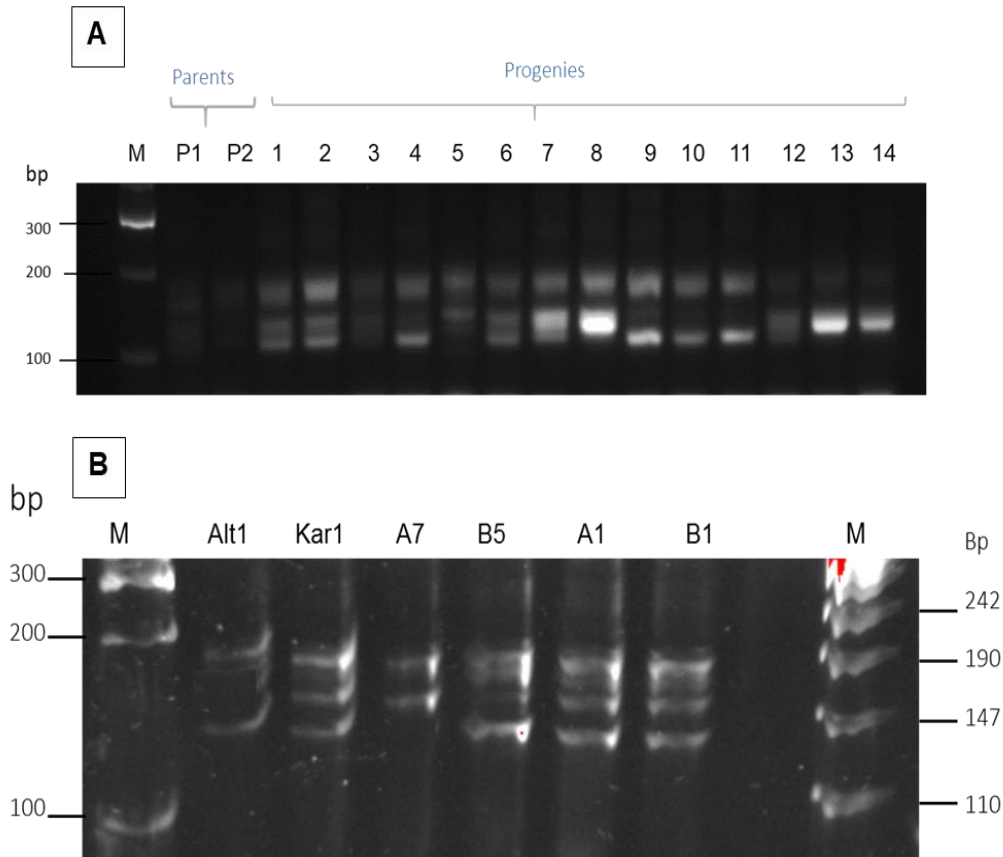 A
Parents Progenies
M P1 P2 1 2 3 4 5 6 7 8 9 10 11 12 13 14
bp
300
200
100
B
bp
M Alt1 Kar1 A7 B5 A1 B1 M
Bp
300
242
200
190
147
100
110